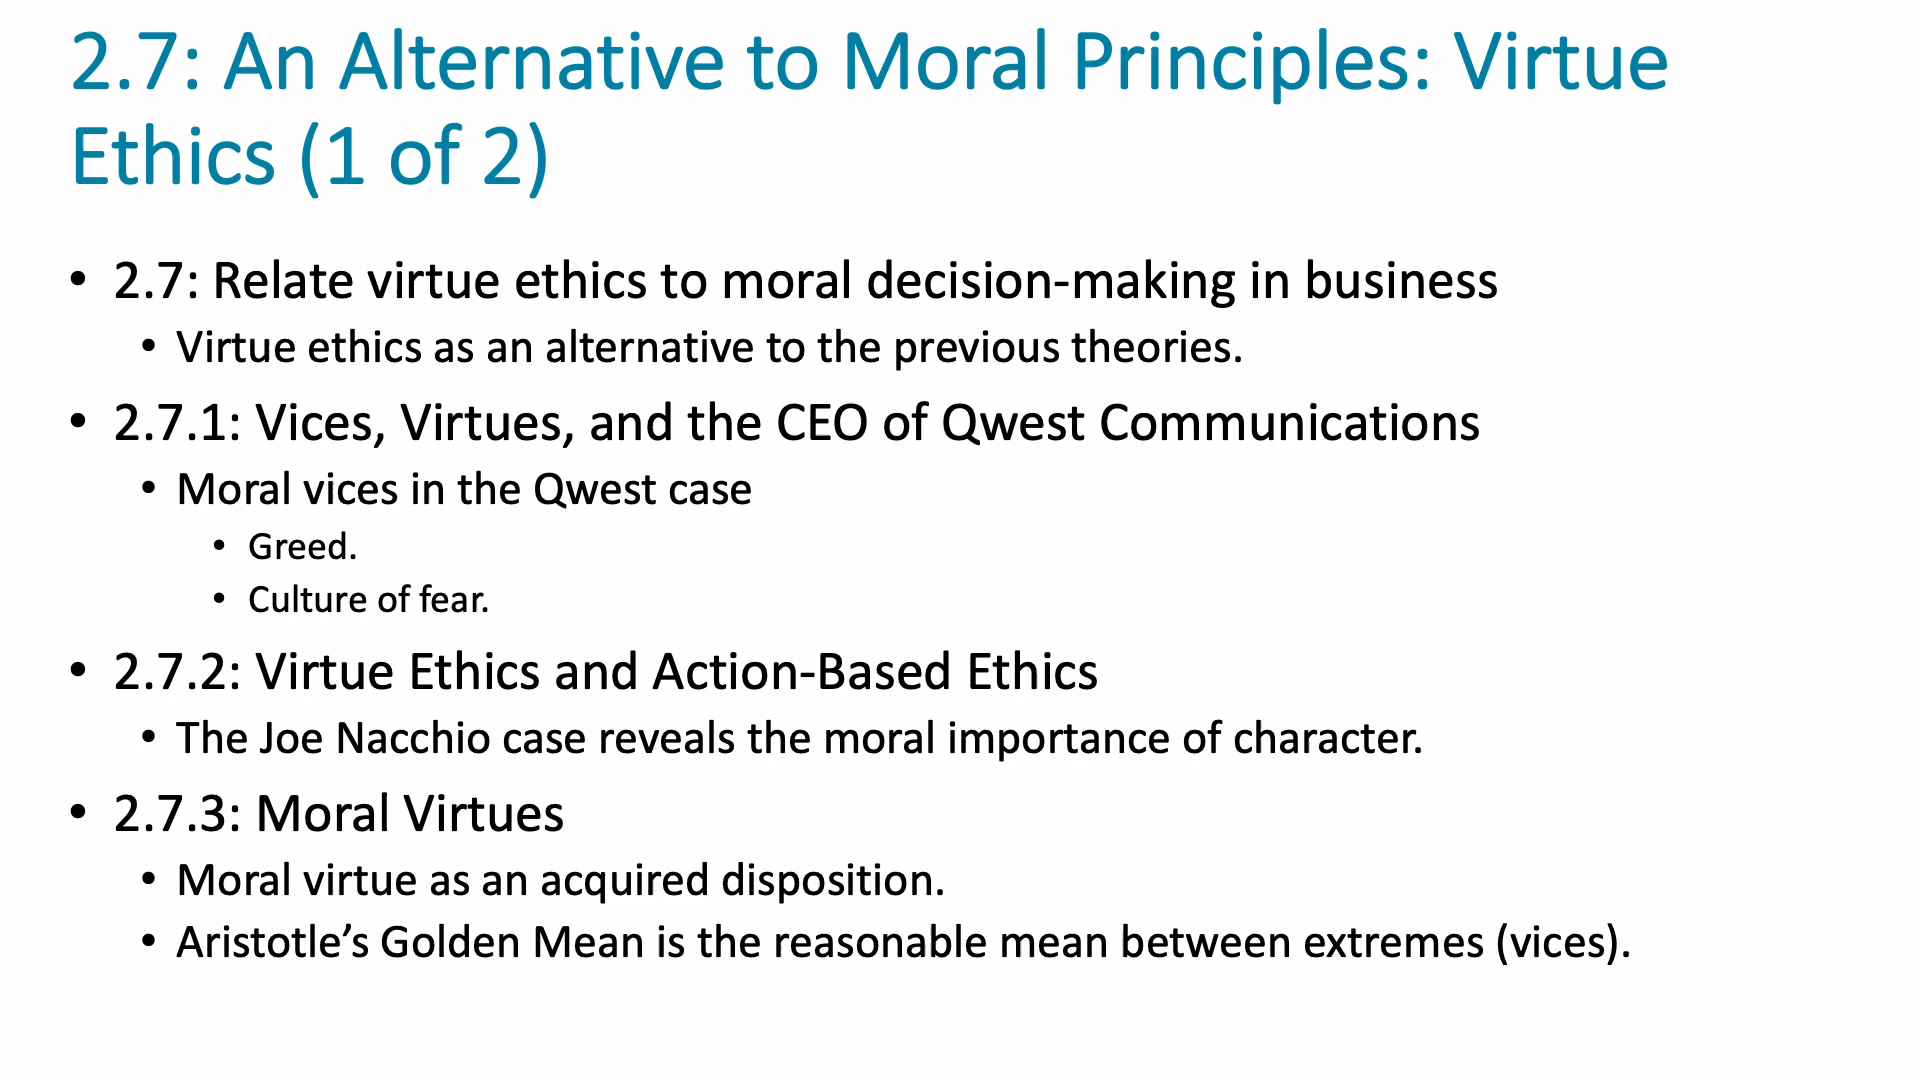 2.7: An Alternative to Moral Principles: Virtue
Ethics (1 of 2)
• 2.7: Relate virtue ethics to moral decision-making in business
• Virtue ethics as an alternative to the previous theories.
• 2.7.1: Vices, Virtues, and the CEO of Qwest Communications
• Moral vices in the Qwest case
• Greed.
• Culture of fear.
• 2.7.2: Virtue Ethics and Action-Based Ethics
• The Joe Nacchio case reveals the moral importance of character.
• 2.7.3: Moral Virtues
• Moral virtue as an acquired disposition.
• Aristotle’s Golden Mean is the reasonable mean between extremes (vices).